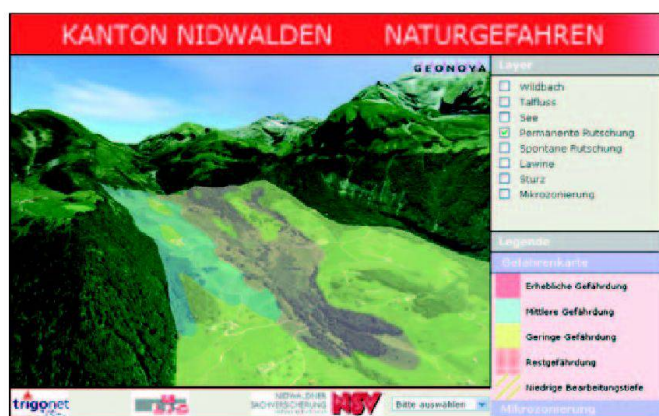 KANTON NIDWALDEN NATURGEFAHREN
GEONOVA
Layer
Wildbach
Talfluss
See
Permanente Rutschung
Spontane Rutschung
Lawine
Sturz
Mikrozonierung
Legende
Gefahrenkarte
Erhebliche Gefährdung
Mittlere Gefährdung
Geringe Gefährdung
Restgefährdung
Niedrige Bearbeitungstiefe
Mikrozonierung
trigonet
NIDWALDNER
SACHVERSICHERUNG
NSV
Bitte auswählen